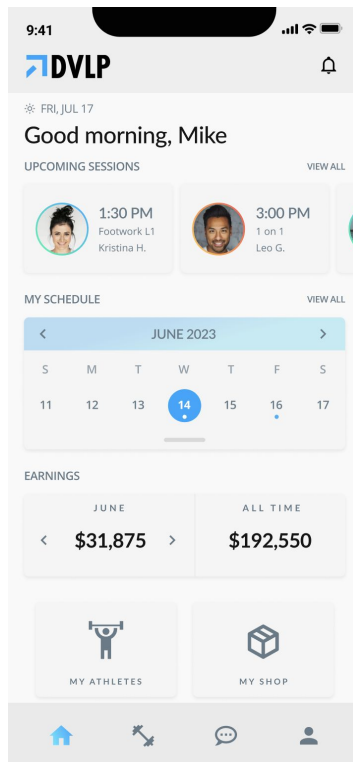 9:41
DVLP
FRI, JUL 17
Good morning, Mike
UPCOMING SESSIONS VIEW ALL
1:30 PM
Footwork L1
Kristina H.
3:00 PM
1 on 1
Leo G.
MY SCHEDULE VIEW ALL
JUNE 2023
S M T W T F S
11 12 13 14 15 16 17
EARNINGS
JUNE
$31,875
ALL TIME
$192,550
MY ATHLETES
MY SHOP